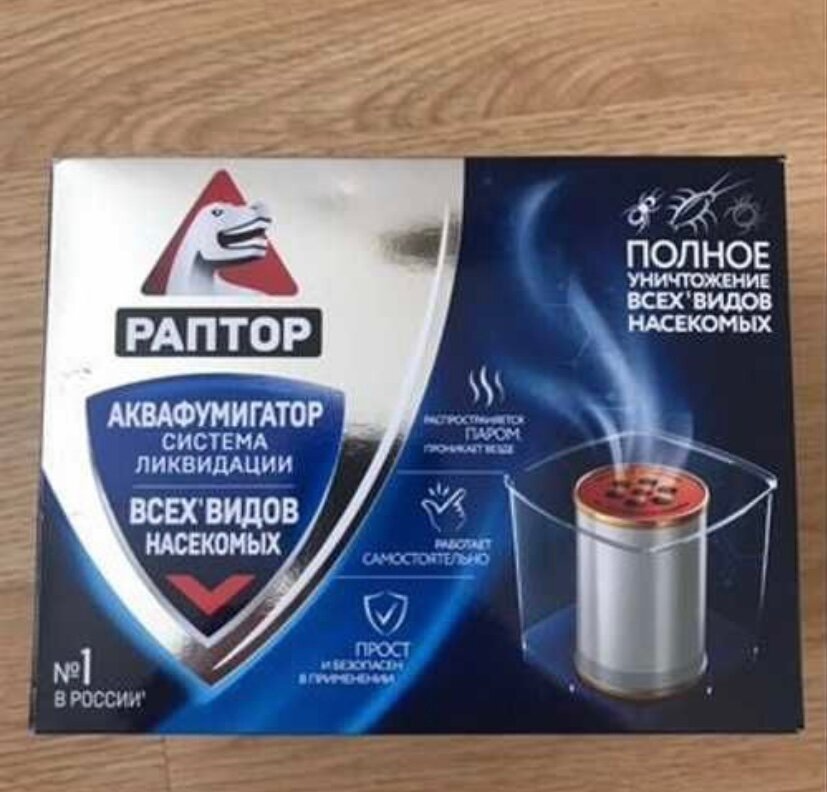 РАПТОР
АКВАФУМИГАТОР
СИСТЕМА
ЛИКВИДАЦИИ
ВСЕХ* ВИДОВ
НАСЕКОМЫХ
№1
В РОССИИ*
ПОЛНОЕ
УНИЧТОЖЕНИЕ
ВСЕХ* ВИДОВ
НАСЕКОМЫХ
РАСПРОСТРАНЯЕТСЯ
ПАРОМ
ПРОНИКАЕТ ВЕЗДЕ
РАБОТАЕТ
САМОСТОЯТЕЛЬНО
ПРОСТ
И БЕЗОПАСЕН
В ПРИМЕНЕНИИ